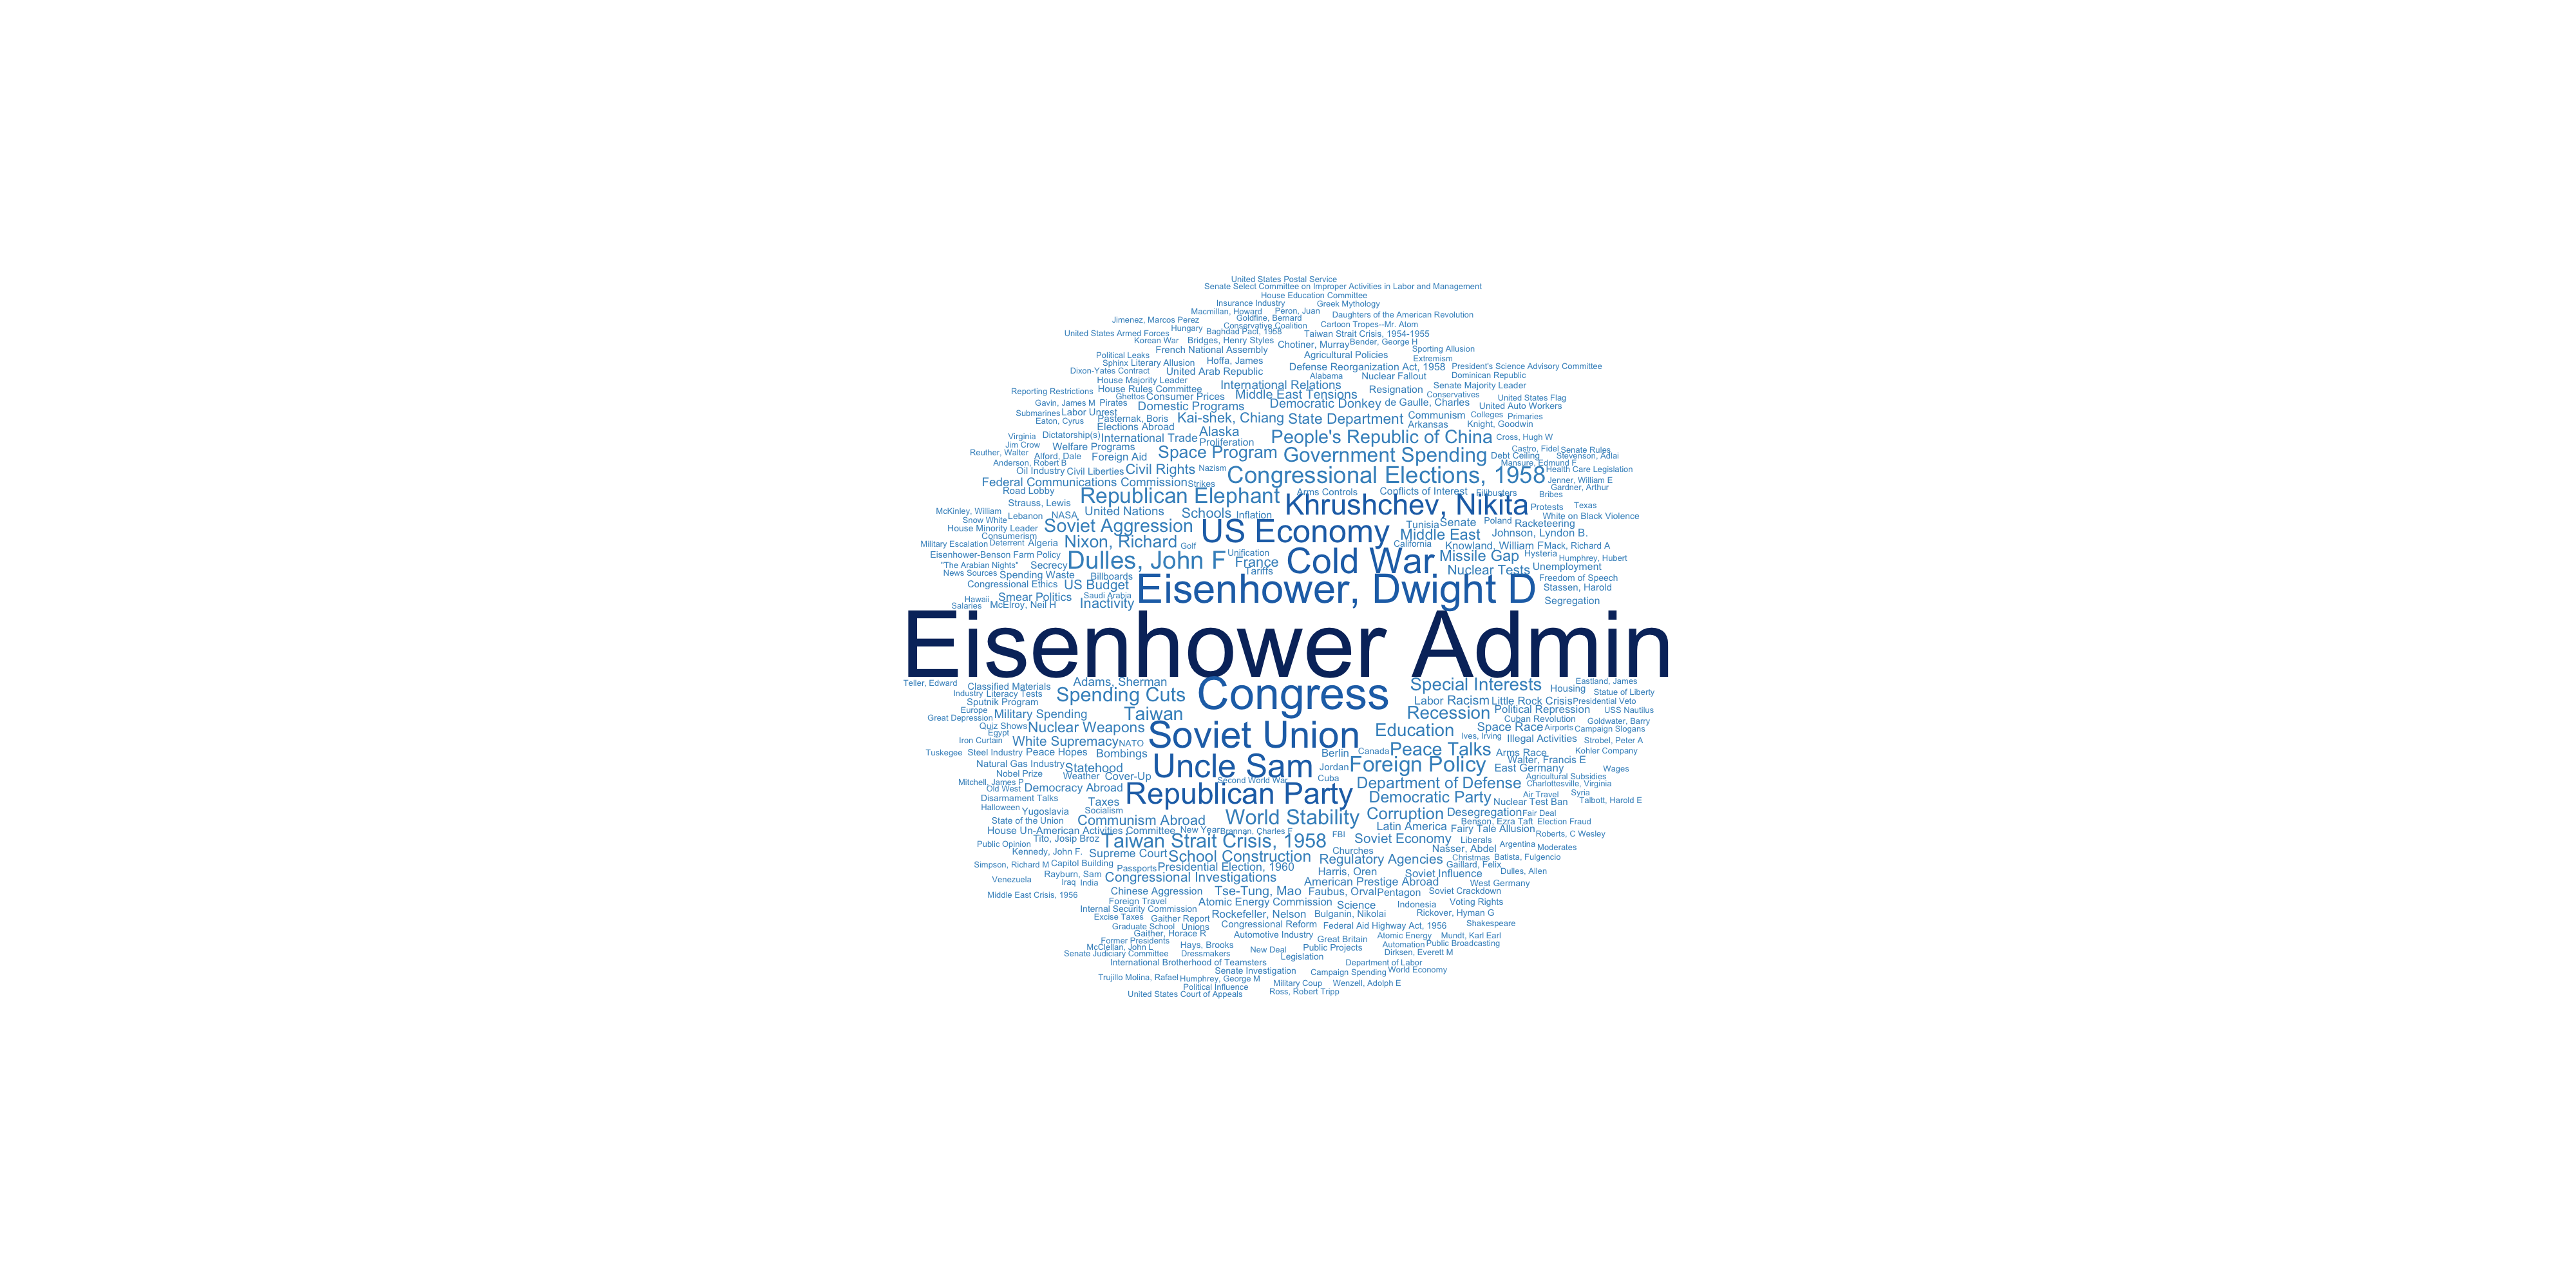 United States Postal Service
Senate Select Committee on Improper Activities in Labor and Management
House Education Committee
Insurance Industry Greek Mythology
Macmillan, Howard Peron, Juan Daughters of the American Revolution
Jimenez, Marcos Perez Goldfine, Bernard
Hungary Conservative Coalition Cartoon Tropes--Mr. Atom
United States Armed Forces Baghdad Pact, 1958 Taiwan Strait Crisis, 1954-1955
Korean War Bridges, Henry Styles Chotiner, Murray Bender, George H
French National Assembly Sporting Allusion
Political Leaks Agricultural Policies Extremism
Sphinx Literary Allusion Hoffa, James Defense Reorganization Act, 1958 President's Science Advisory Committee
Dixon-Yates Contract United Arab Republic Alabama Nuclear Fallout Dominican Republic
House Majority Leader International Relations Senate Majority Leader
Reporting Restrictions House Rules Committee Resignation
Ghettos Consumer Prices Middle East Tensions Conservatives United States Flag
Gavin, James M Pirates Domestic Programs Democratic Donkey de Gaulle, Charles United Auto Workers
Submarines Labor Unrest Kai-shek, Chiang State Department Communism Colleges Primaries
Eaton, Cyrus Pasternak, Boris Arkansas Knight, Goodwin
Elections Abroad Alaska
Virginia Dictatorship(s) International Trade Proliferation People's Republic of China Cross, Hugh W
Jim Crow Welfare Programs Castro, Fidel Senate Rules
Reuther, Walter Alford, Dale Foreign Aid Space Program Government Spending Debt Ceiling Stevenson, Adlai
Anderson, Robert B Mansure, Edmund F
Oil Industry Civil Liberties Civil Rights Nazism Congressional Elections, 1958 Health Care Legislation
Federal Communications Commission Strikes Jenner, William E
Road Lobby Republican Elephant Arms Controls Conflicts of Interest Filibusters Gardner, Arthur
Bribes
Strauss, Lewis Khrushchev, Nikita Protests Texas
McKinley, William Lebanon NASA United Nations Schools Inflation White on Black Violence
Snow White Soviet Aggression US Economy Tunisia Senate Poland Racketeering
House Minority Leader Middle East Johnson, Lyndon B.
Consumerism
Military Escalation Deterrent Algeria Nixon, Richard Golf California Knowland, William F Mack, Richard A
Eisenhower-Benson Farm Policy Dulles, John F Unification Cold War Missile Gap Hysteria Humphrey, Hubert
"The Arabian Nights" Secrecy France Unemployment
News Sources Spending Waste Billboards Tariffs Nuclear Tests
Congressional Ethics US Budget Eisenhower, Dwight D Freedom of Speech
Stassen, Harold
Hawaii Smear Politics Saudi Arabia
Salaries McElroy, Neil H Inactivity Segregation
Eisenhower Admin
Teller, Edward Classified Materials Adams, Sherman Special Interests Housing Eastland, James
Industry Literacy Tests Spending Cuts Congress Statue of Liberty
Sputnik Program Labor Racism Little Rock Crisis Presidential Veto
Europe Military Spending Taiwan Recession Political Repression USS Nautilus
Great Depression Cuban Revolution Goldwater, Barry
Quiz Shows Nuclear Weapons Soviet Union Education Space Race Airports Campaign Slogans
Egypt
Iron Curtain White Supremacy NATO Ives, Irving Illegal Activities Strobel, Peter A
Tuskegee Steel Industry Peace Hopes Bombings Berlin Canada Peace Talks Arms Race Kohler Company
Natural Gas Industry Statehood Uncle Sam Jordan Foreign Policy Walter, Francis E
East Germany Wages
Nobel Prize Weather Cover-Up Second World War Cuba Agricultural Subsidies
Mitchell, James P Old West Democracy Abroad Department of Defense Charlottesville, Virginia
Disarmament Talks Taxes Republican Party Democratic Party Air Travel Syria
Nuclear Test Ban Talbott, Harold E
Halloween Yugoslavia Socialism Corruption Desegregation Fair Deal
State of the Union Communism Abroad World Stability Benson, Ezra Taft Election Fraud
House Un-American Activities Committee New Year Brannan, Charles F Latin America Fairy Tale Allusion Roberts, C Wesley
Tito, Josip Broz Taiwan Strait Crisis, 1958 FBI Soviet Economy Liberals
Public Opinion Argentina Moderates
Kennedy, John F. Supreme Court School Construction Churches Nasser, Abdel
Simpson, Richard M Capitol Building Regulatory Agencies Christmas Batista, Fulgencio
Passports Presidential Election, 1960 Gaillard, Felix
Rayburn, Sam Congressional Investigations Harris, Oren Soviet Influence Dulles, Allen
Venezuela Iraq India American Prestige Abroad West Germany
Middle East Crisis, 1956 Chinese Aggression Tse-Tung, Mao Faubus, Orval Pentagon Soviet Crackdown
Foreign Travel Atomic Energy Commission Science Indonesia Voting Rights
Internal Security Commission Rockefeller, Nelson Bulganin, Nikolai Rickover, Hyman G
Excise Taxes Gaither Report
Graduate School Unions Congressional Reform Federal Aid Highway Act, 1956 Shakespeare
Gaither, Horace R Automotive Industry Atomic Energy Mundt, Karl Earl
Former Presidents Great Britain
McClellan, John L Hays, Brooks New Deal Public Projects Automation Public Broadcasting
Senate Judiciary Committee Dressmakers Legislation Dirksen, Everett M
International Brotherhood of Teamsters Department of Labor
Senate Investigation Campaign Spending World Economy
Trujillo Molina, Rafael Humphrey, George M
Political Influence Military Coup Wenzell, Adolph E
United States Court of Appeals Ross, Robert Tripp